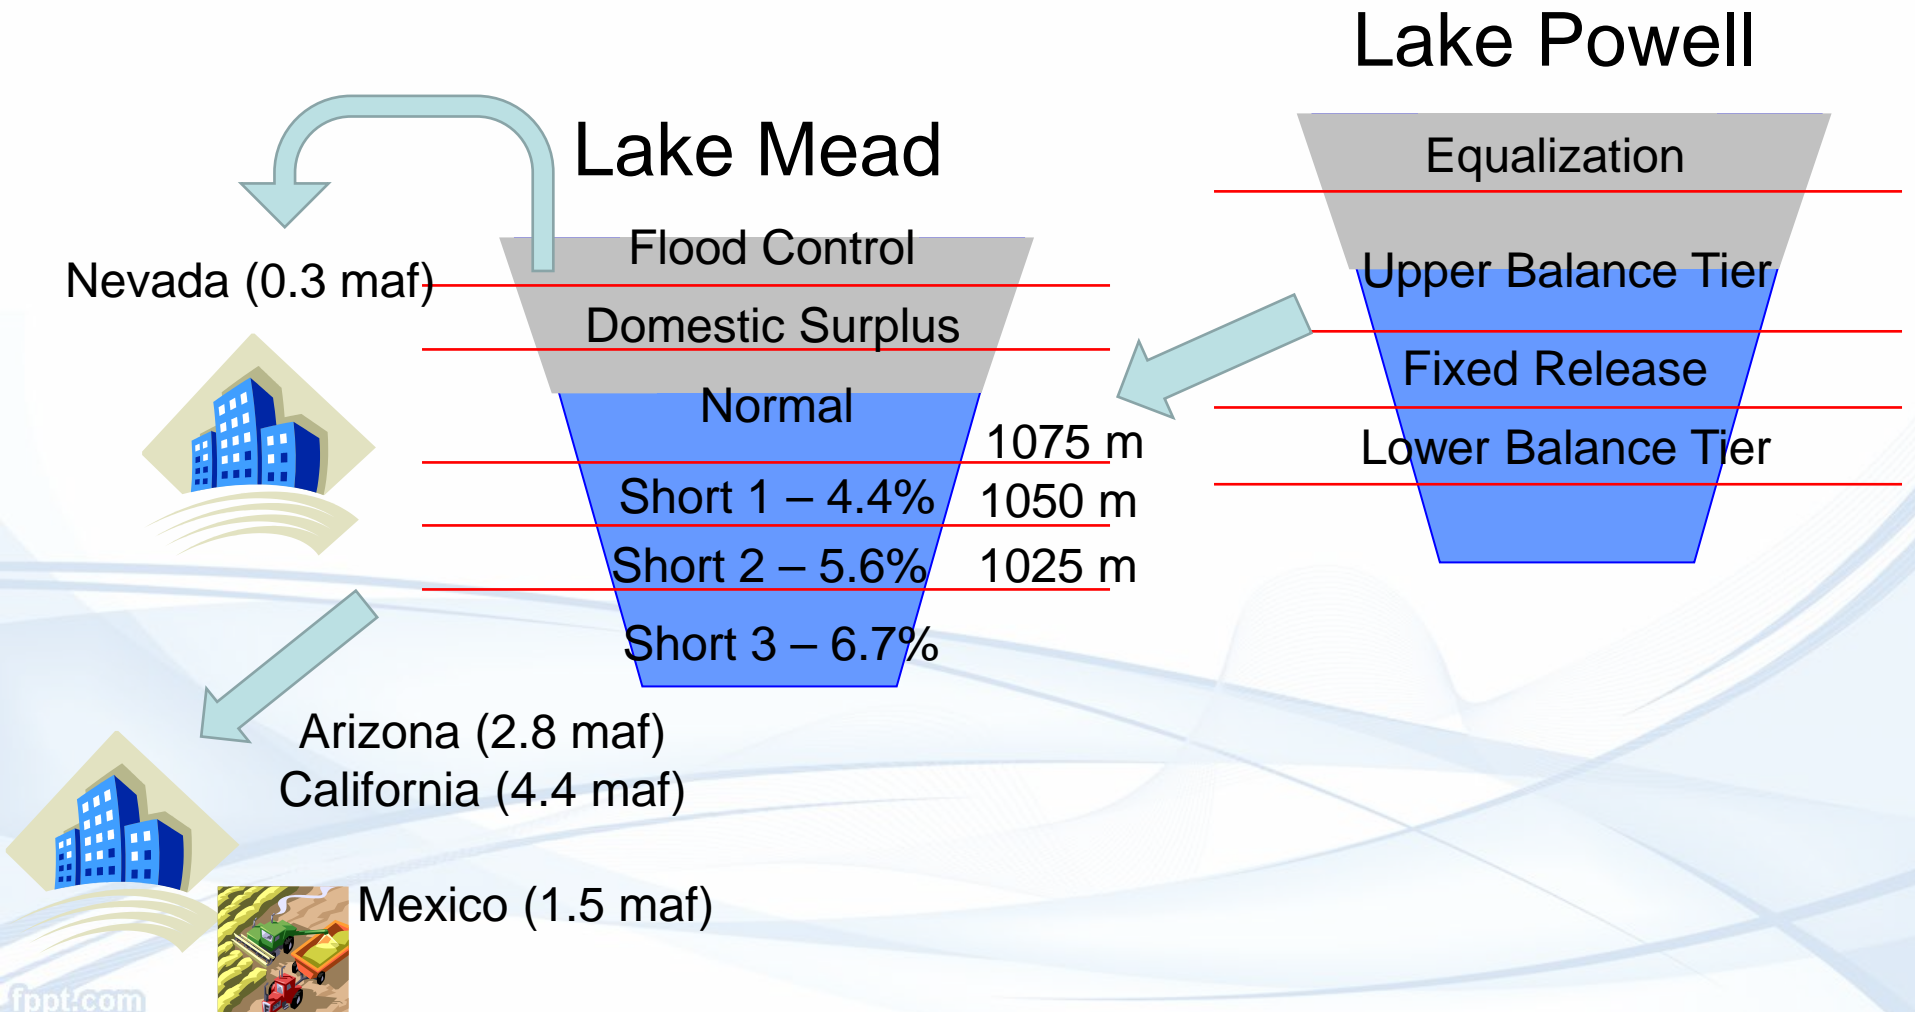 Lake Powell
Equalization
Upper Balance Tier
Fixed Release
Lower Balance Tier
Lake Mead
Flood Control
Domestic Surplus
Normal
1075 m
Short 1 – 4.4%
1050 m
Short 2 – 5.6%
1025 m
Short 3 – 6.7%
Nevada (0.3 maf)
Arizona (2.8 maf)
California (4.4 maf)
Mexico (1.5 maf)
fppt.com